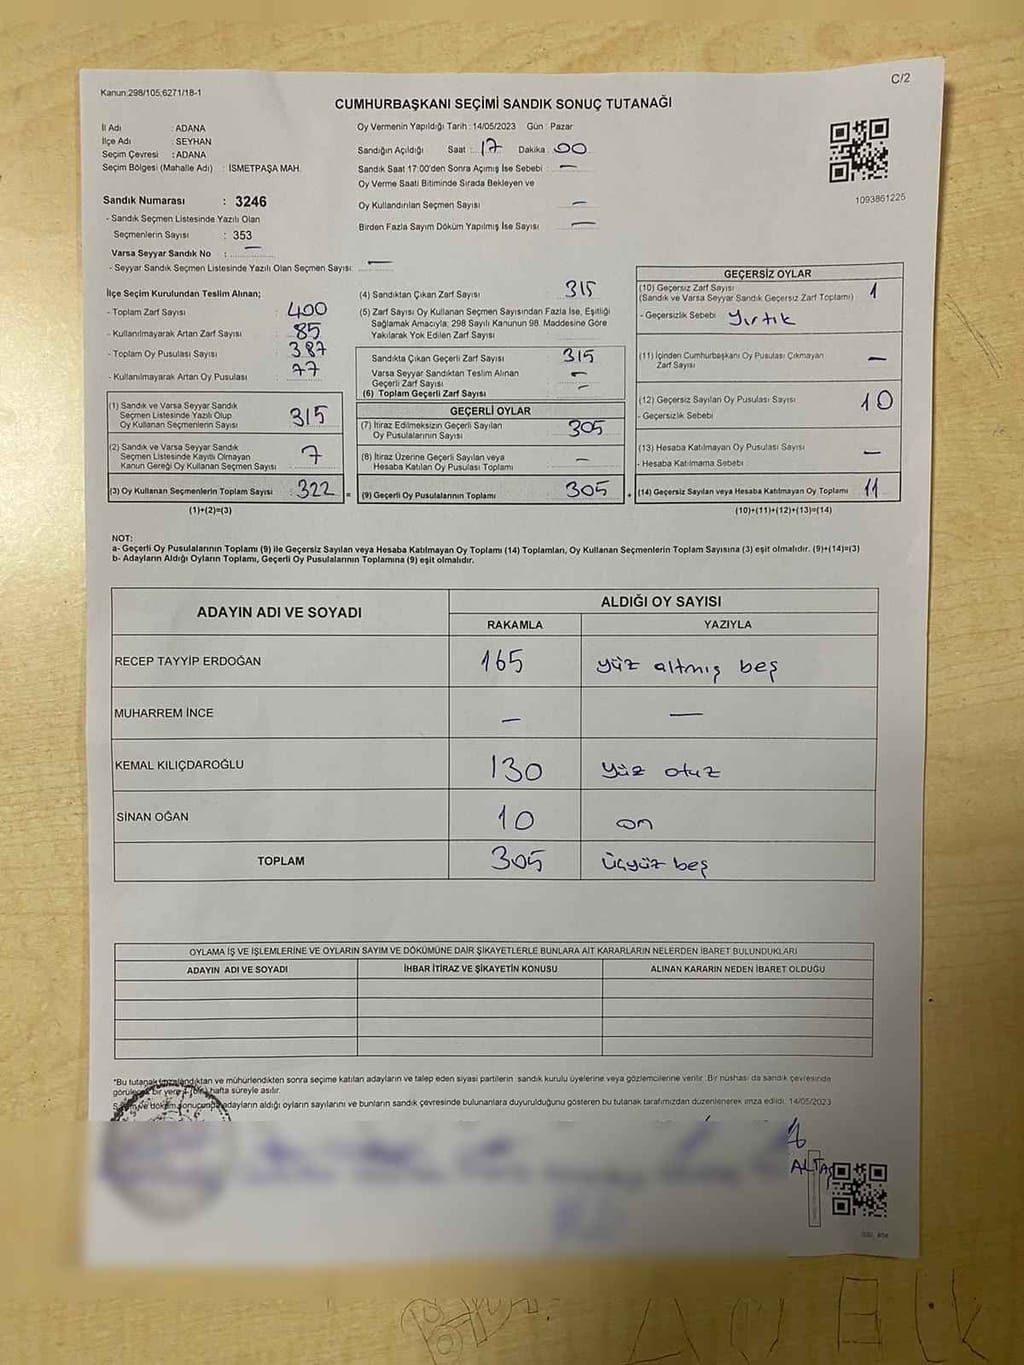 C/2
Kanun:298/105,6271/18-1
CUMHURBAŞKANI SEÇİMİ SANDIK SONUÇ TUTANAĞI
İl Adı : ADANA
İlçe Adı : SEYHAN
Seçim Çevresi : ADANA
Seçim Bölgesi (Mahalle Adı) : İSMETPAŞA MAH.
Oy Vermenin Yapıldığı Tarih : 14/05/2023 Gün : Pazar
Sandığın Açıldığı Saat : 17 Dakika 00
Sandık Saat 17:00'den Sonra Açımış İse Sebebi : —
Oy Verme Saati Bitiminde Sırada Bekleyen ve
Oy Kullandırılan Seçmen Sayısı —
Birden Fazla Sayım Döküm Yapılmış İse Sayısı —
1093861225
Sandık Numarası : 3246
- Sandık Seçmen Listesinde Yazılı Olan
Seçmenlerin Sayısı : 353
Varsa Seyyar Sandık No : —
- Seyyar Sandık Seçmen Listesinde Yazılı Olan Seçmen Sayısı: —
İlçe Seçim Kurulundan Teslim Alınan;
- Toplam Zarf Sayısı : 400
- Kullanılmayarak Artan Zarf Sayısı : 85
- Toplam Oy Pusulası Sayısı : 387
- Kullanılmayarak Artan Oy Pusulası : 77
(1) Sandık ve Varsa Seyyar Sandık
Seçmen Listesinde Yazılı Olup
Oy Kullanan Seçmenlerin Sayısı : 315
(2) Sandık ve Varsa Seyyar Sandık
Seçmen Listesinde Kayıtlı Olmayan
Kanun Gereği Oy Kullanan Seçmen Sayısı : 7
(3) Oy Kullanan Seçmenlerin Toplam Sayısı : 322 =
(1)+(2)=(3)
(4) Sandıktan Çıkan Zarf Sayısı : 315
(5) Zarf Sayısı Oy Kullanan Seçmen Sayısından Fazla İse, Eşitliği
Sağlamak Amacıyla, 298 Sayılı Kanunun 98. Maddesine Göre
Yakılarak Yok Edilen Zarf Sayısı :
Sandıkta Çıkan Geçerli Zarf Sayısı : 315
Varsa Seyyar Sandıktan Teslim Alınan
Geçerli Zarf Sayısı : —
(6) Toplam Geçerli Zarf Sayısı : —
GEÇERLİ OYLAR
(7) İtiraz Edilmeksizin Geçerli Sayılan
Oy Pusulalarının Sayısı : 305
(8) İtiraz Üzerine Geçerli Sayılan veya
Hesaba Katılan Oy Pusulası Toplamı : —
(9) Geçerli Oy Pusulalarının Toplamı : 305
GEÇERSİZ OYLAR
(10) Geçersiz Zarf Sayısı
(Sandık ve Varsa Seyyar Sandık Geçersiz Zarf Toplamı) : 1
- Geçersizlik Sebebi : Yırtık
(11) İçinden Cumhurbaşkanı Oy Pusulası Çıkmayan
Zarf Sayısı —
(12) Geçersiz Sayılan Oy Pusulası Sayısı : 10
- Geçersizlik Sebebi :
(13) Hesaba Katılmayan Oy Pusulası Sayısı —
- Hesaba Katılmama Sebebi
(14) Geçersiz Sayılan veya Hesaba Katılmayan Oy Toplamı : 11
(10)+(11)+(12)+(13)=(14)
NOT:
a- Geçerli Oy Pusulalarının Toplamı (9) ile Geçersiz Sayılan veya Hesaba Katılmayan Oy Toplamı (14) Toplamları, Oy Kullanan Seçmenlerin Toplam Sayısına (3) eşit olmalıdır. (9)+(14)=(3)
b- Adayların Aldığı Oyların Toplamı, Geçerli Oy Pusulalarının Toplamına (9) eşit olmalıdır.
ADAYIN ADI VE SOYADI
ALDIĞI OY SAYISI
RAKAMLA YAZIYLA
RECEP TAYYİP ERDOĞAN 165 yüz altmış beş
MUHARREM İNCE — —
KEMAL KILIÇDAROĞLU 130 Yüz otuz
SİNAN OĞAN 10 on
TOPLAM 305 Üçyüz beş
OYLAMA İŞ VE İŞLEMLERİNE VE OYLARIN SAYIM VE DÖKÜMÜNE DAİR ŞİKAYETLERLE BUNLARA AİT KARARLARIN NELERDEN İBARET BULUNDUKLARI
ADAYIN ADI VE SOYADI İHBAR İTİRAZ VE ŞİKAYETİN KONUSU ALINAN KARARIN NEDEN İBARET OLDUĞU
*Bu tutanak imzalandıktan ve mühürlendikten sonra seçime katılan adayların ve talep eden siyasi partilerin sandık kurulu üyelerine veya gözlemcilerine verilir. Bir nüshası da sandık çevresinde
görülecek bir yere (bir) hafta süreyle asılır.
adayların aldığı oyların sayılarını ve bunların sandık çevresinde bulunanlara duyurulduğunu gösteren bu tutanak tarafımızdan düzenlenerek imza edildi. 14/05/2023
ALTAŞ